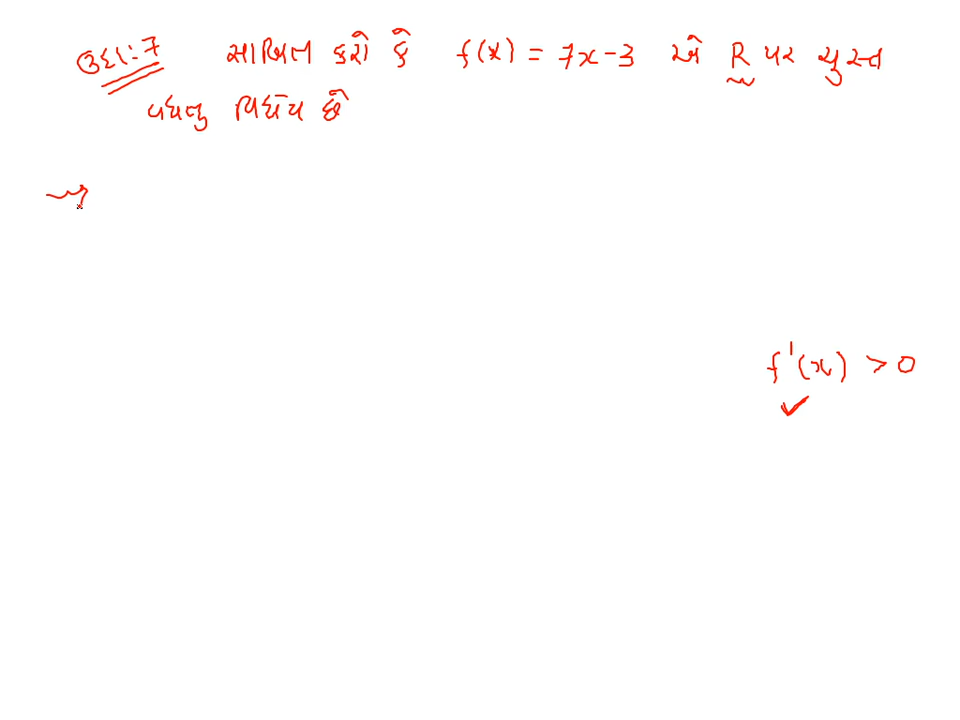 ઉદા:7 સાબિત કરો કે f(x) = 7x-3 એ R પર ચુસ્ત
વધતુ વિધેય છે
f'(x) > 0